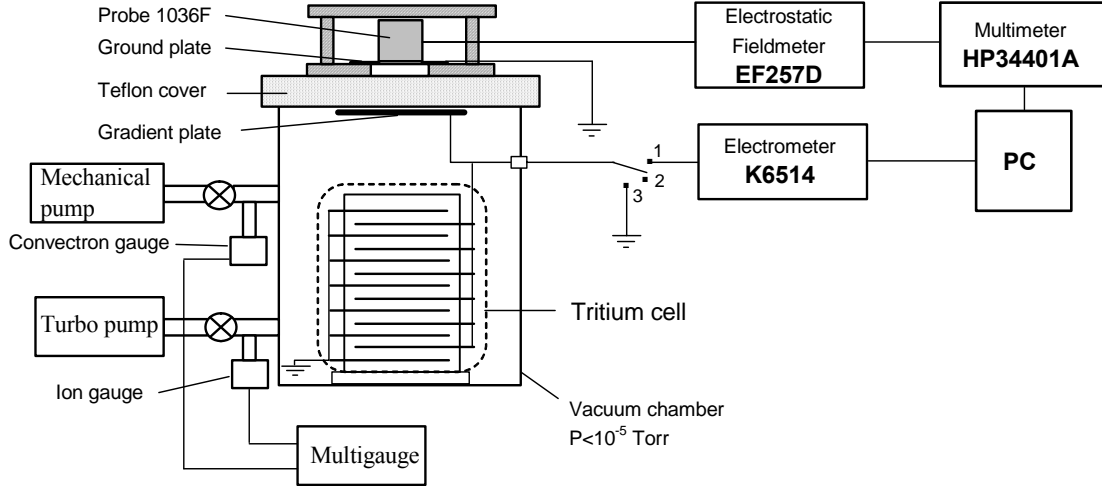 Probe 1036F
Ground plate
Teflon cover
Gradient plate
Electrostatic
Fieldmeter
EF257D
Multimeter
HP34401A
Electrometer
K6514
PC
1
2
3
Mechanical
pump
Convectron gauge
Turbo pump
Ion gauge
Multigauge
Tritium cell
Vacuum chamber
P<10⁻⁵ Torr